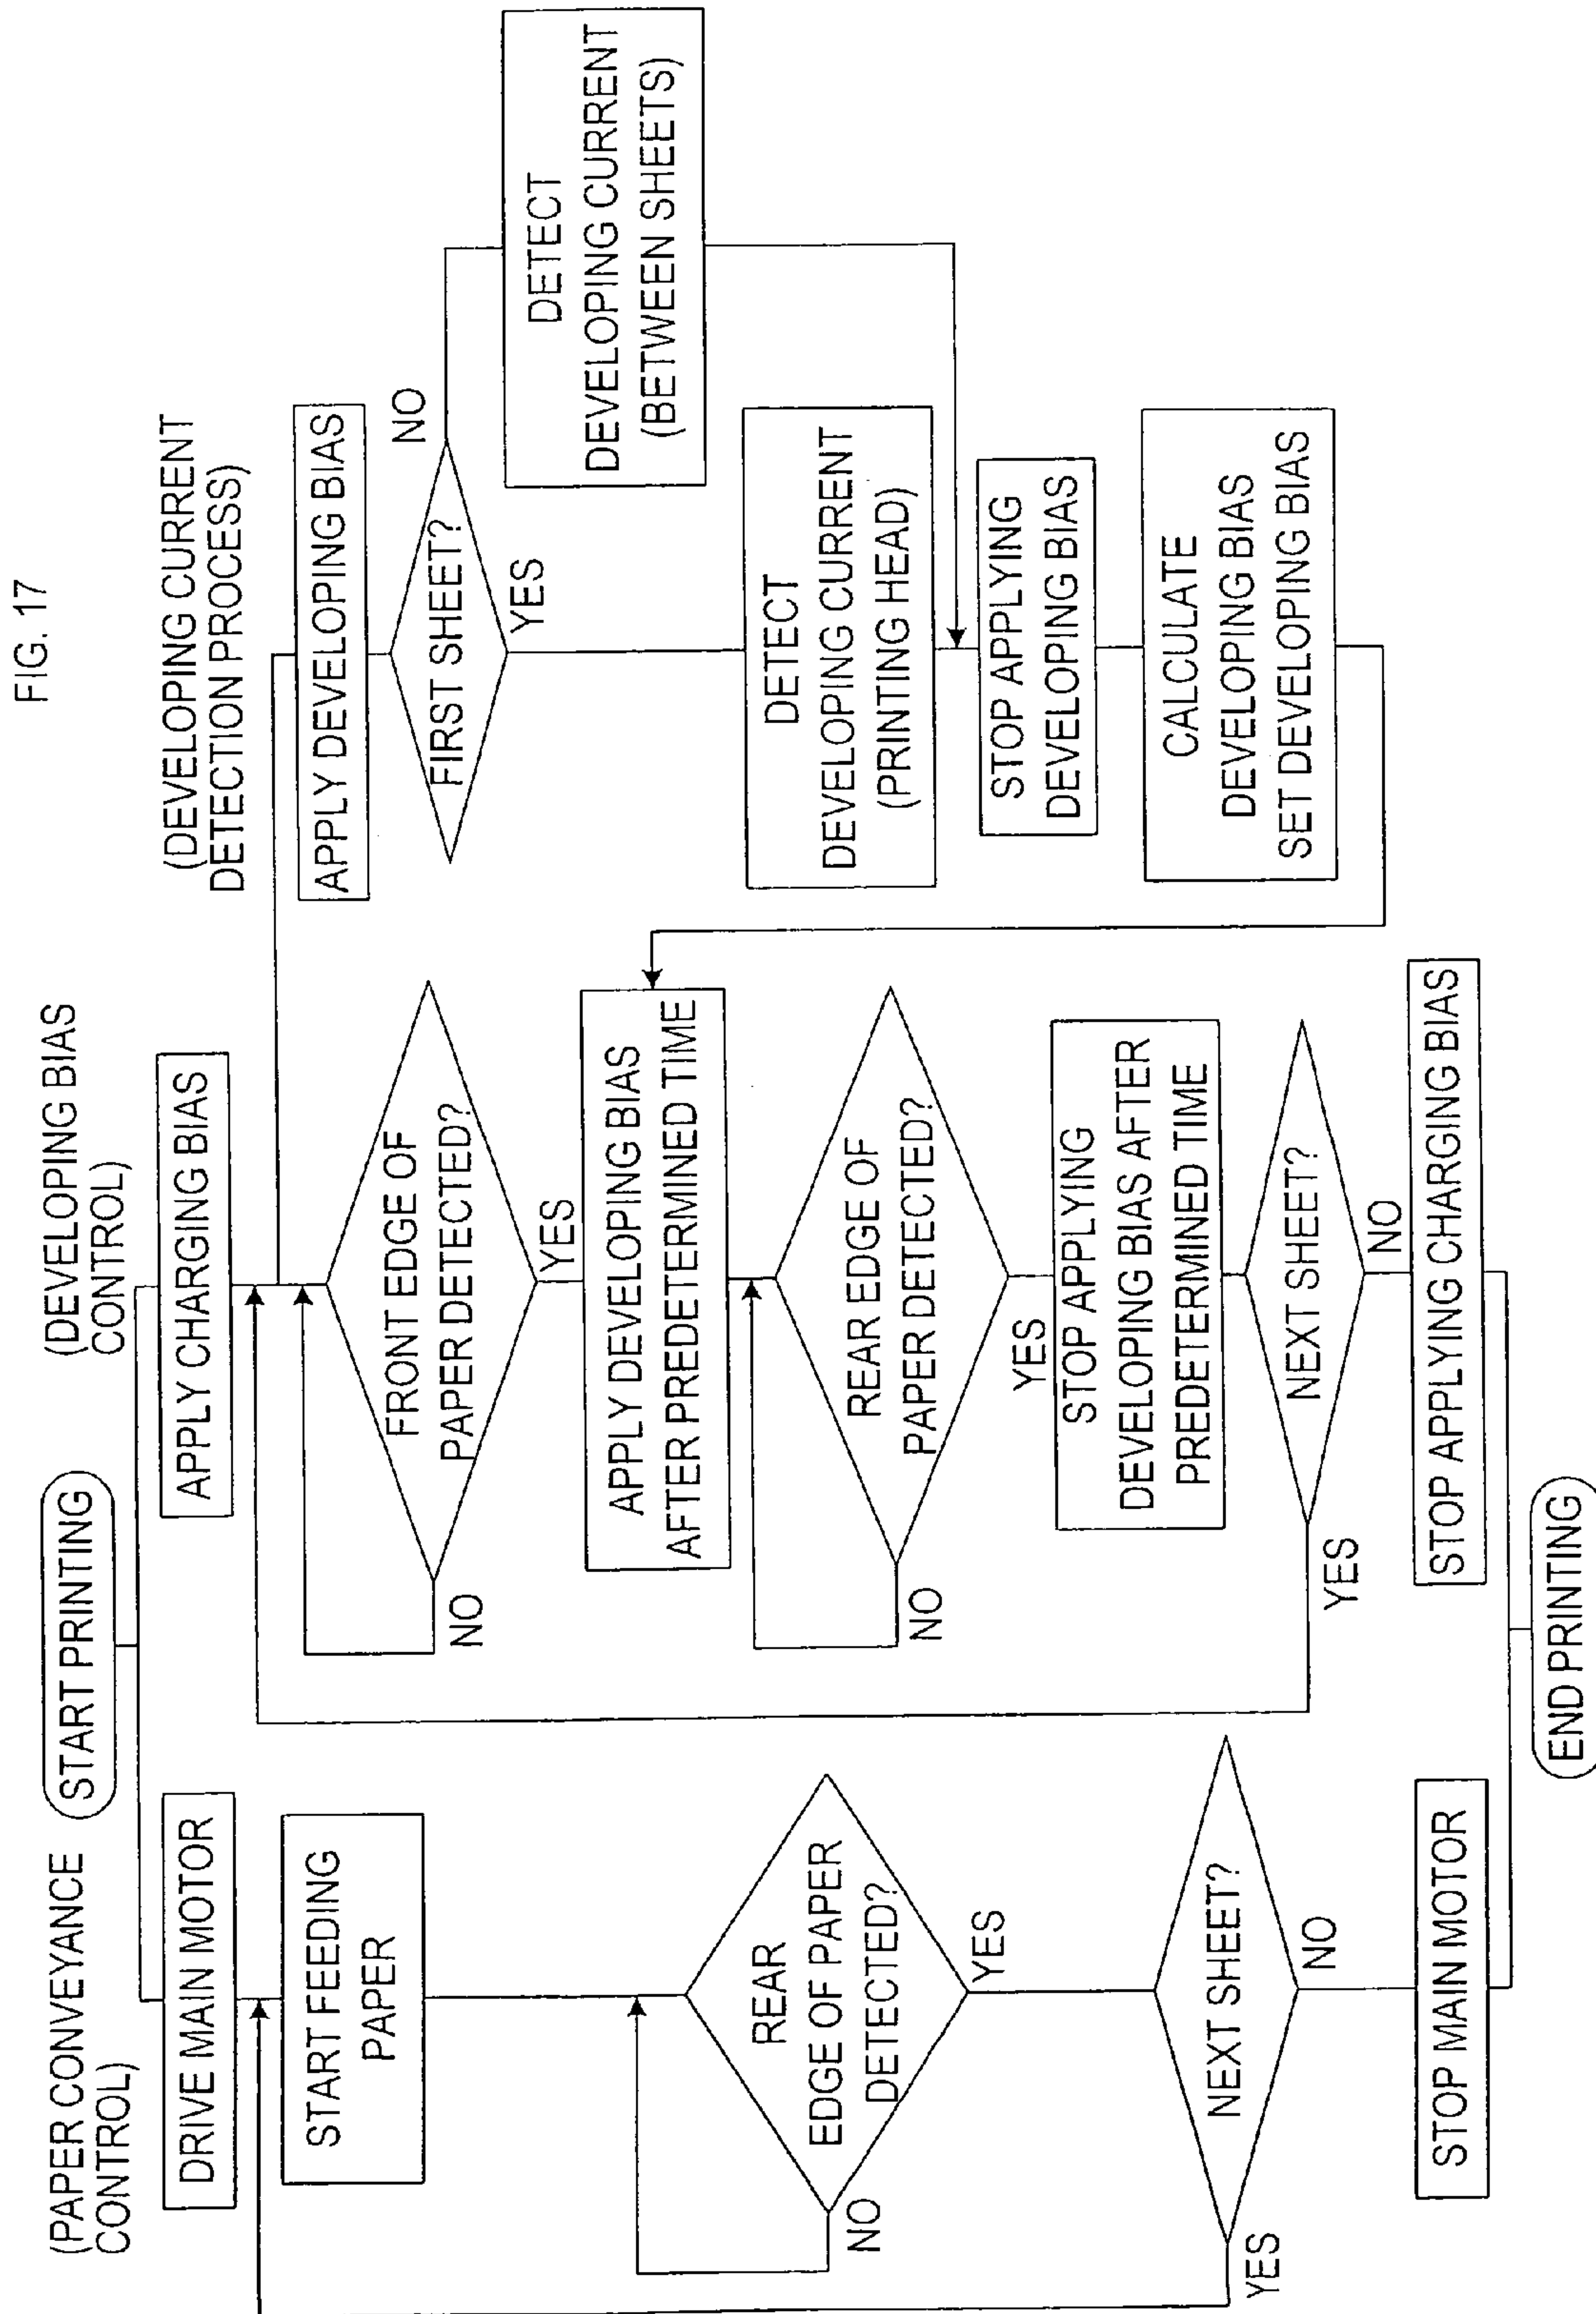 FIG. 17
(PAPER CONVEYANCE
CONTROL)
START PRINTING
DRIVE MAIN MOTOR
START FEEDING
PAPER
REAR
EDGE OF PAPER
DETECTED?
NO
YES
NEXT SHEET?
YES
NO
STOP MAIN MOTOR
(DEVELOPING BIAS
CONTROL)
APPLY CHARGING BIAS
FRONT EDGE OF
PAPER DETECTED?
NO
YES
APPLY DEVELOPING BIAS
AFTER PREDETERMINED TIME
REAR EDGE OF
PAPER DETECTED?
NO
YES
STOP APPLYING
DEVELOPING BIAS AFTER
PREDETERMINED TIME
NEXT SHEET?
YES
NO
STOP APPLYING CHARGING BIAS
END PRINTING
(DEVELOPING CURRENT
DETECTION PROCESS)
APPLY DEVELOPING BIAS
FIRST SHEET?
NO
YES
DETECT
DEVELOPING CURRENT
(BETWEEN SHEETS)
DETECT
DEVELOPING CURRENT
(PRINTING HEAD)
STOP APPLYING
DEVELOPING BIAS
CALCULATE
DEVELOPING BIAS
SET DEVELOPING BIAS